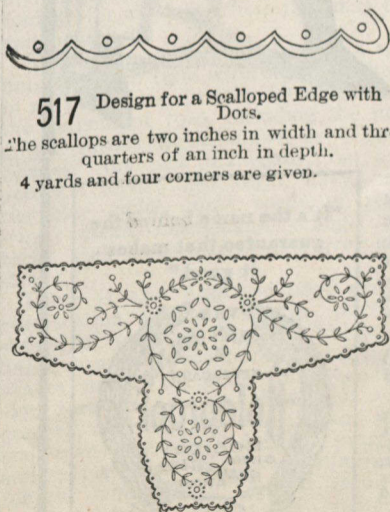 517 Design for a Scalloped Edge with
Dots.
The scallops are two inches in width and thr
quarters of an inch in depth.
4 yards and four corners are given.